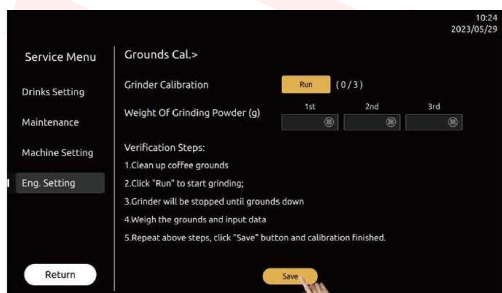 10:24
2023/05/29
Service Menu
Drinks Setting
Maintenance
Machine Setting
Eng. Setting
Return
Grounds Cal.>
Grinder Calibration
Run
(0/3)
Weight Of Grinding Powder (g)
1st
2nd
3rd
Verification Steps:
1.Clean up coffee grounds
2.Click "Run" to start grinding;
3.Grinder will be stopped until grounds down
4.Weigh the grounds and input data
5.Repeat above steps, click "Save" button and calibration finished.
Save